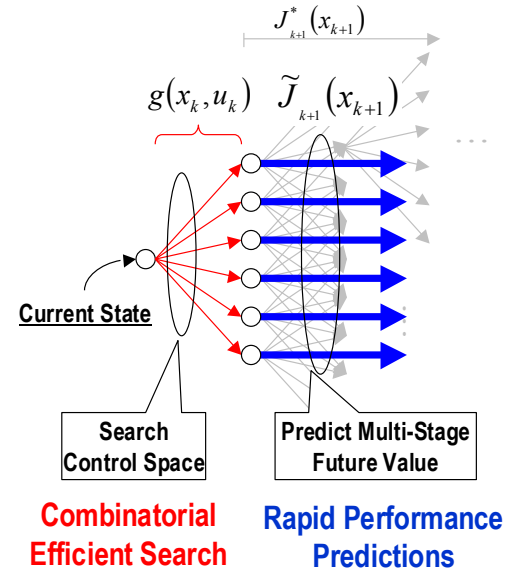 J*ₖ₊₁(xₖ₊₁)
g(xₖ, uₖ) J̃ₖ₊₁(xₖ₊₁)
. . .
Current State
Search
Control Space
Predict Multi-Stage
Future Value
Combinatorial
Efficient Search
Rapid Performance
Predictions